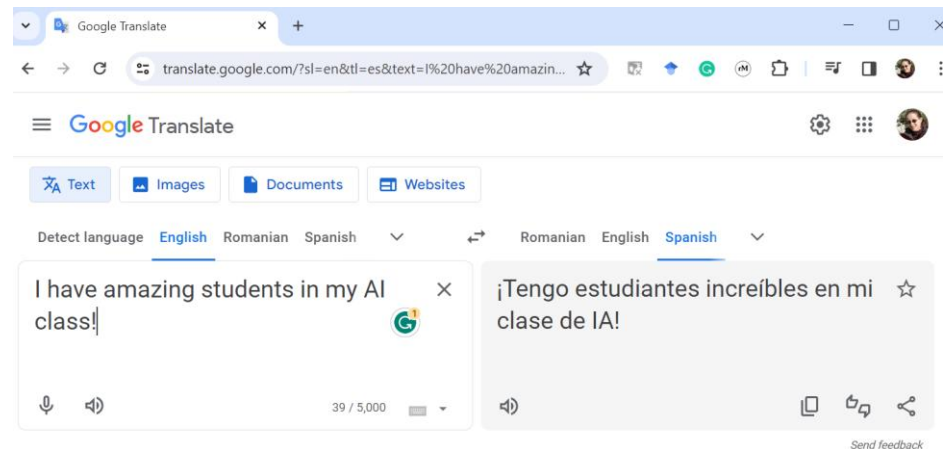 Google Translate
translate.google.com/?sl=en&tl=es&text=I%20have%20amazin...
Google Translate
Text Images Documents Websites
Detect language English Romanian Spanish
Romanian English Spanish
I have amazing students in my AI
class!
1
39 / 5,000
¡Tengo estudiantes increíbles en mi
clase de IA!
Send feedback